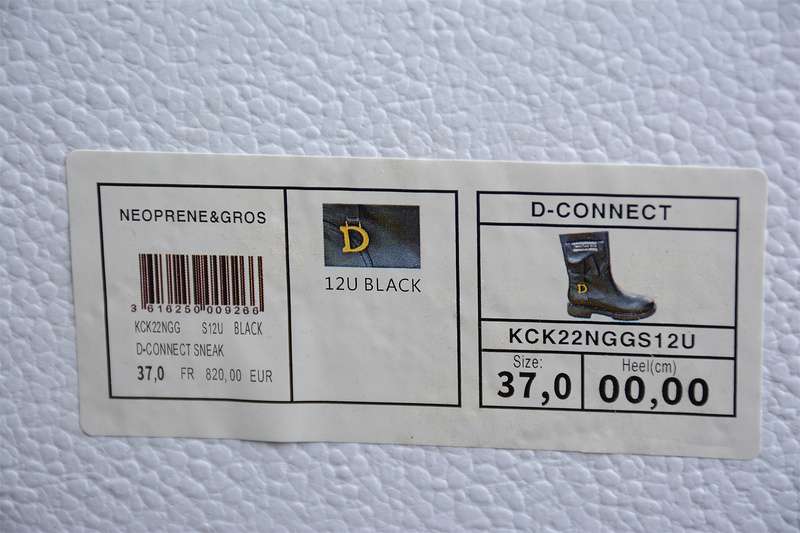 NEOPRENE&GROS
3 616250 009266
KCK22NGG S12U BLACK
D-CONNECT SNEAK
37,0 FR 820,00 EUR
D
12U BLACK
D-CONNECT
D
KCK22NGGS12U
Size:
37,0
Heel(cm)
00,00